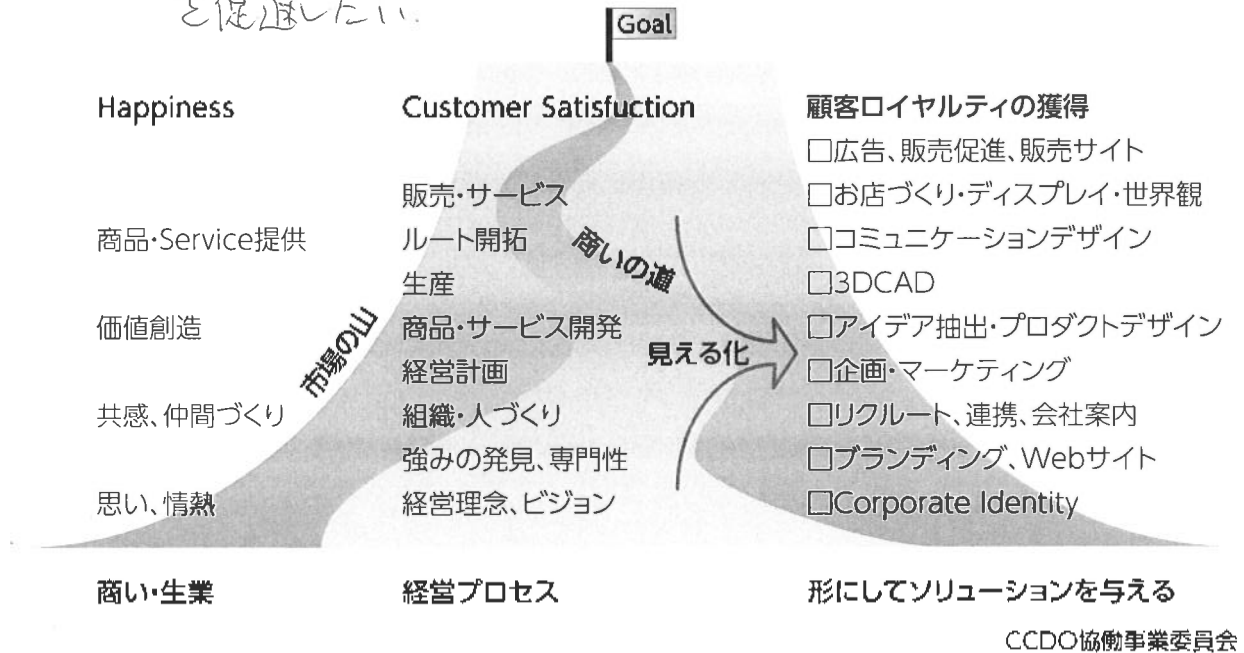 を促進したい.
Goal
Happiness
Customer Satisfuction
顧客ロイヤルティの獲得
□広告、販売促進、販売サイト
販売・サービス
□お店づくり・ディスプレイ・世界観
商品・Service提供
ルート開拓
商いの道
□コミュニケーションデザイン
生産
□3DCAD
価値創造
市場の山
商品・サービス開発
見える化
□アイデア抽出・プロダクトデザイン
経営計画
□企画・マーケティング
共感、仲間づくり
組織・人づくり
□リクルート、連携、会社案内
強みの発見、専門性
□ブランディング、Webサイト
思い、情熱
経営理念、ビジョン
□Corporate Identity
商い・生業
経営プロセス
形にしてソリューションを与える
CCDO協働事業委員会